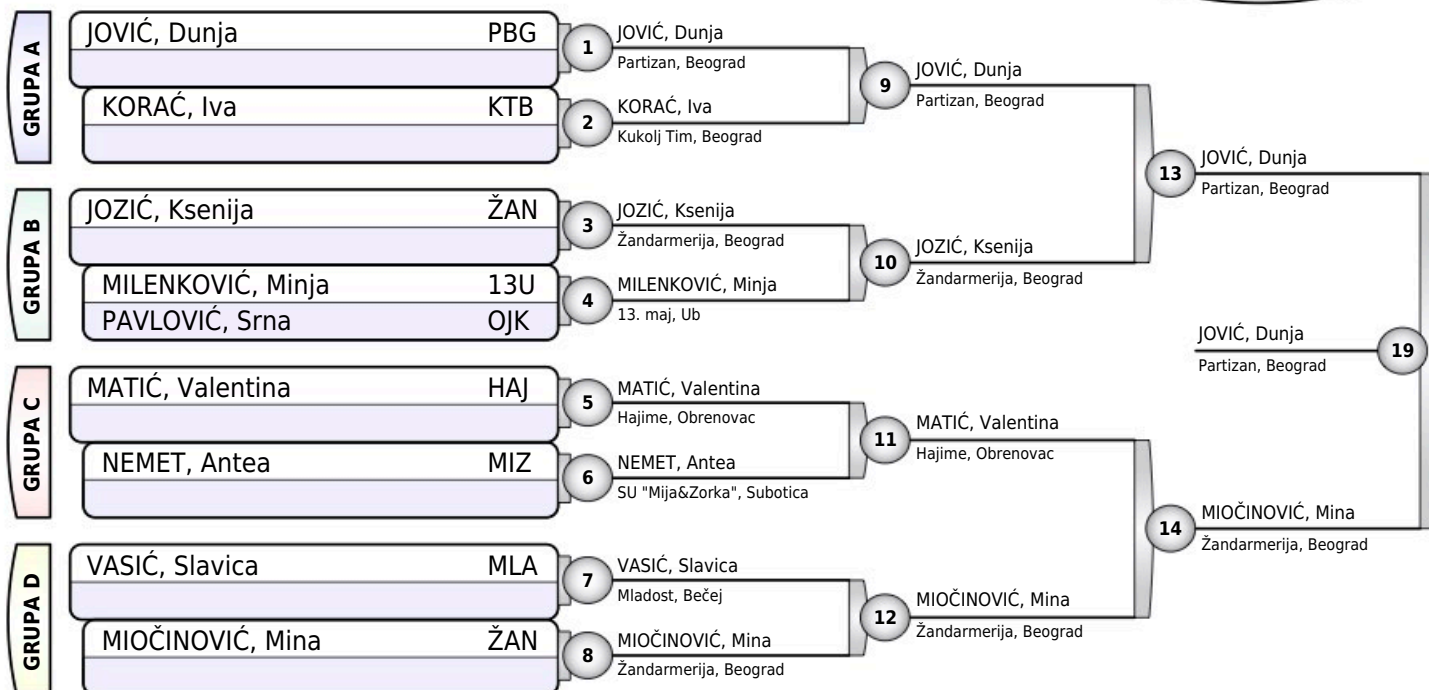 GRUPA A
JOVIĆ, Dunja PBG
KORAĆ, Iva KTB
1
JOVIĆ, Dunja
Partizan, Beograd
2
KORAĆ, Iva
Kukolj Tim, Beograd
9
JOVIĆ, Dunja
Partizan, Beograd
GRUPA B
JOZIĆ, Ksenija ŽAN
MILENKOVIĆ, Minja 13U
PAVLOVIĆ, Srna OJK
3
JOZIĆ, Ksenija
Žandarmerija, Beograd
4
MILENKOVIĆ, Minja
13. maj, Ub
10
JOZIĆ, Ksenija
Žandarmerija, Beograd
13
JOVIĆ, Dunja
Partizan, Beograd
GRUPA C
MATIĆ, Valentina HAJ
NEMET, Antea MIZ
5
MATIĆ, Valentina
Hajime, Obrenovac
6
NEMET, Antea
SU "Mija&Zorka", Subotica
11
MATIĆ, Valentina
Hajime, Obrenovac
GRUPA D
VASIĆ, Slavica MLA
MIOČINOVIĆ, Mina ŽAN
7
VASIĆ, Slavica
Mladost, Bečej
8
MIOČINOVIĆ, Mina
Žandarmerija, Beograd
12
MIOČINOVIĆ, Mina
Žandarmerija, Beograd
14
MIOČINOVIĆ, Mina
Žandarmerija, Beograd
JOVIĆ, Dunja
Partizan, Beograd
19